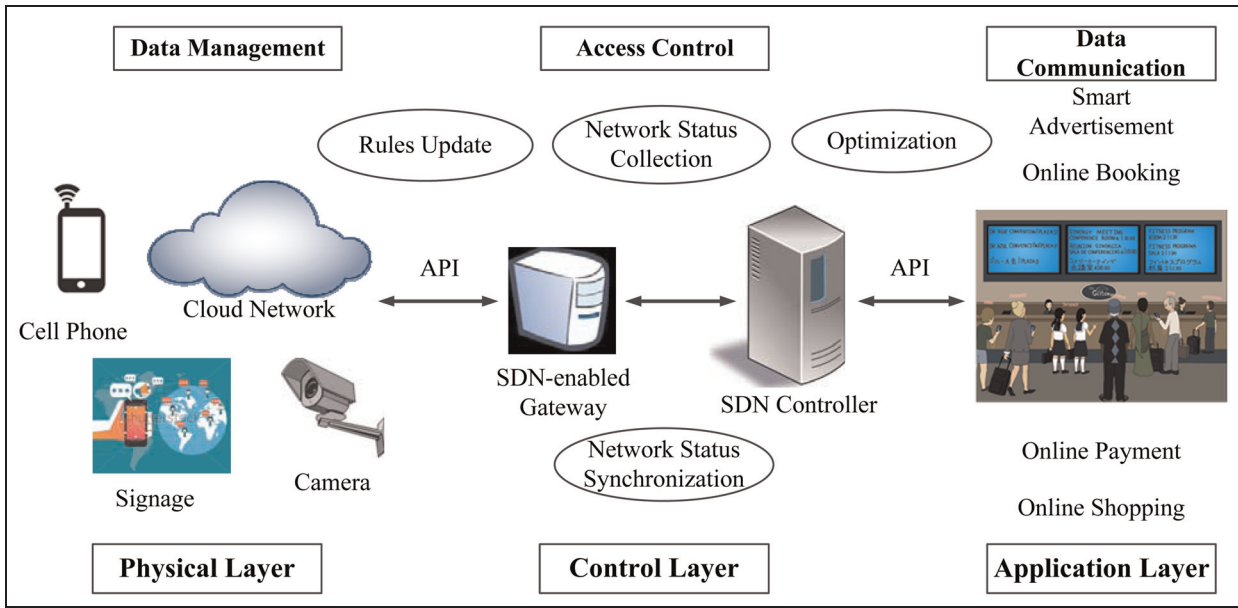 Data Management
Access Control
Data
Communication
Smart
Advertisement
Rules Update
Network Status
Collection
Optimization
Online Booking
API
API
Cloud Network
Cell Phone
SDN-enabled
Gateway
SDN Controller
Network Status
Synchronization
Signage
Camera
Online Payment
Online Shopping
Physical Layer
Control Layer
Application Layer